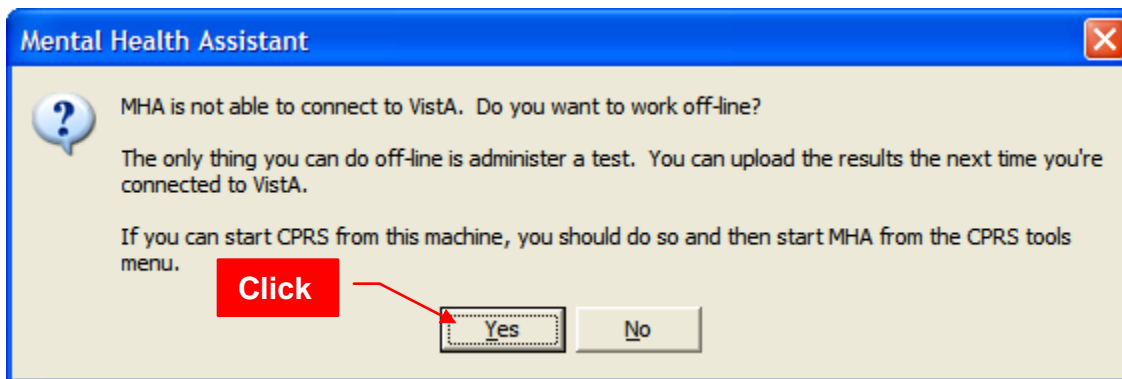 Mental Health Assistant
MHA is not able to connect to VistA.  Do you want to work off-line?
The only thing you can do off-line is administer a test.  You can upload the results the next time you're
connected to VistA.
If you can start CPRS from this machine, you should do so and then start MHA from the CPRS tools
menu.
Click
Yes No